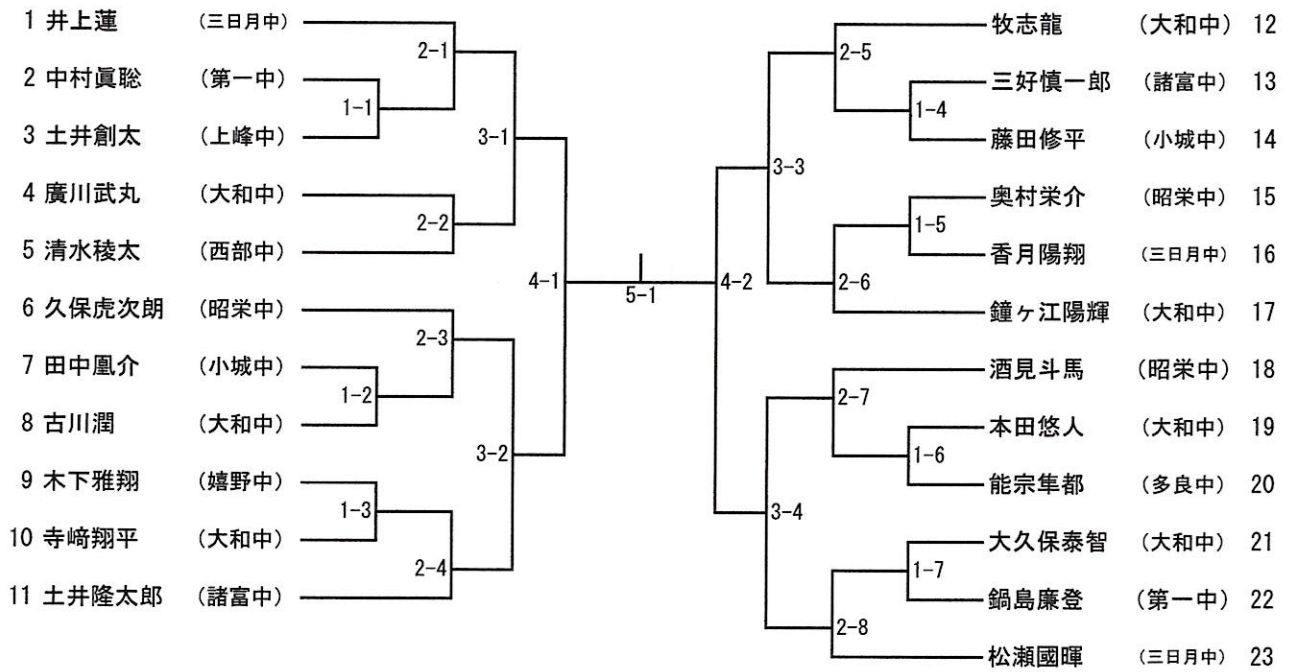 1 井上蓮 (三日月中)
2 中村眞聡 (第一中)
3 土井創太 (上峰中)
4 廣川武丸 (大和中)
5 清水稜太 (西部中)
6 久保虎次朗 (昭栄中)
7 田中凰介 (小城中)
8 古川潤 (大和中)
9 木下雅翔 (嬉野中)
10 寺﨑翔平 (大和中)
11 土井隆太郎 (諸富中)
1-1
1-2
1-3
2-1
2-2
2-3
2-4
3-1
3-2
4-1
5-1
4-2
3-3
3-4
2-5
2-6
2-7
2-8
1-4
1-5
1-6
1-7
牧志龍 (大和中) 12
三好慎一郎 (諸富中) 13
藤田修平 (小城中) 14
奥村栄介 (昭栄中) 15
香月陽翔 (三日月中) 16
鐘ヶ江陽輝 (大和中) 17
酒見斗馬 (昭栄中) 18
本田悠人 (大和中) 19
能宗隼都 (多良中) 20
大久保泰智 (大和中) 21
鍋島廉登 (第一中) 22
松瀬國暉 (三日月中) 23